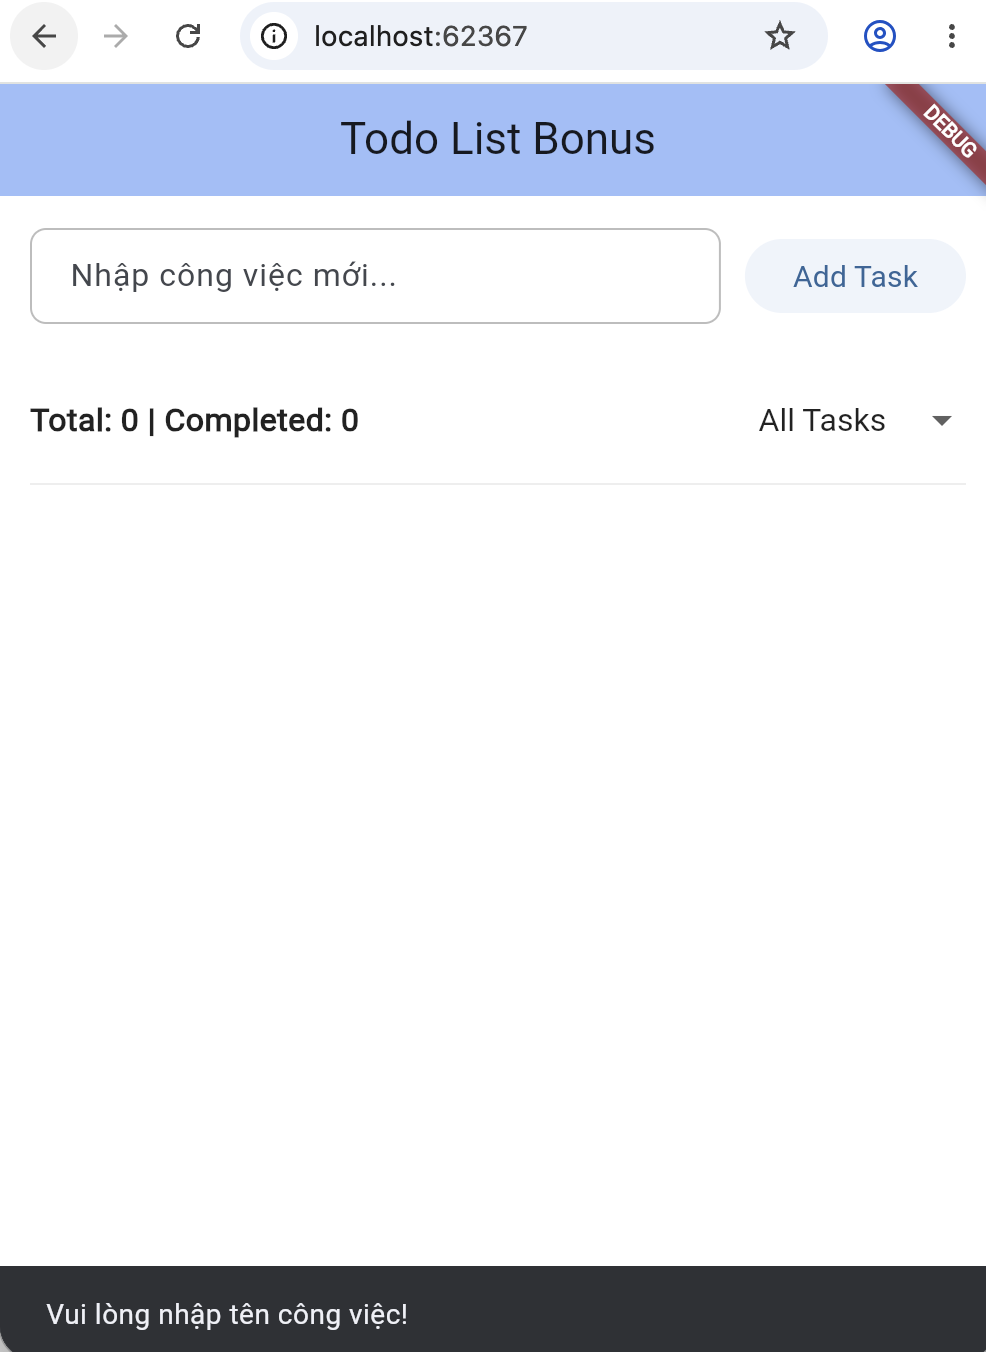 localhost:62367
Todo List Bonus
DEBUG
Nhập công việc mới...
Add Task
Total: 0 | Completed: 0
All Tasks
Vui lòng nhập tên công việc!